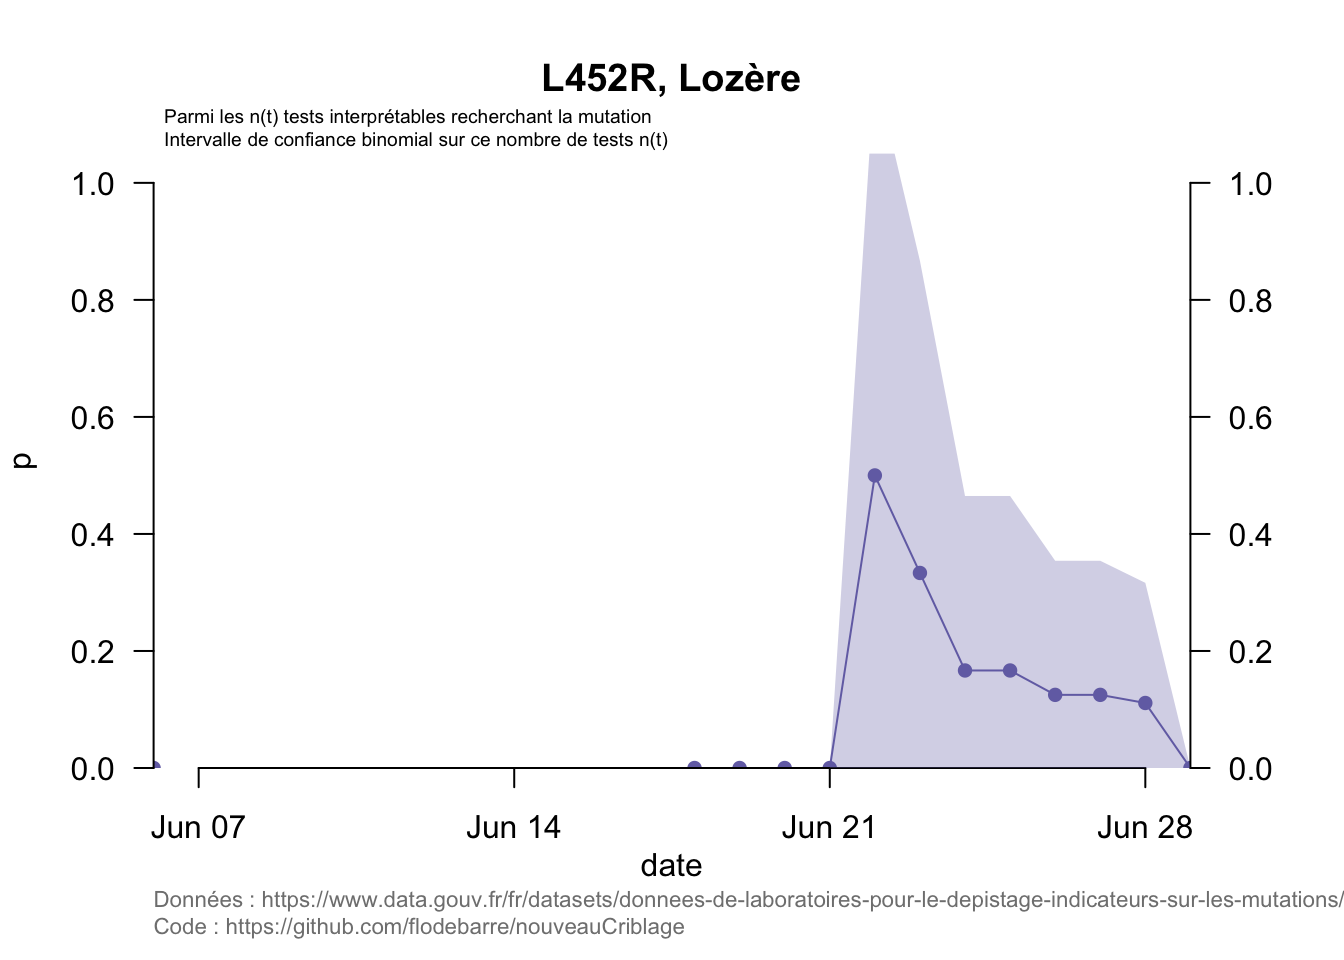 L452R, Lozère
Parmi les n(t) tests interprétables recherchant la mutation
Intervalle de confiance binomial sur ce nombre de tests n(t)
1.0
0.8
0.6
0.4
0.2
0.0
p
1.0
0.8
0.6
0.4
0.2
0.0
Jun 07 Jun 14 Jun 21 Jun 28
date
Données : https://www.data.gouv.fr/fr/datasets/donnees-de-laboratoires-pour-le-depistage-indicateurs-sur-les-mutations/
Code : https://github.com/flodebarre/nouveauCriblage